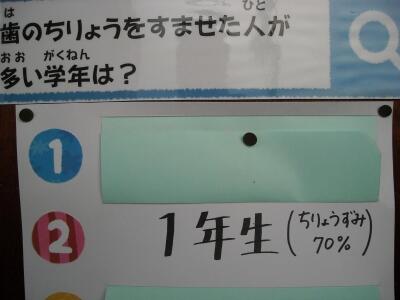 は ひと
歯のちりょうをすませた人が
おお がくねん
多い学年は？
1
2 1年生(ちりょうずみ
70%)